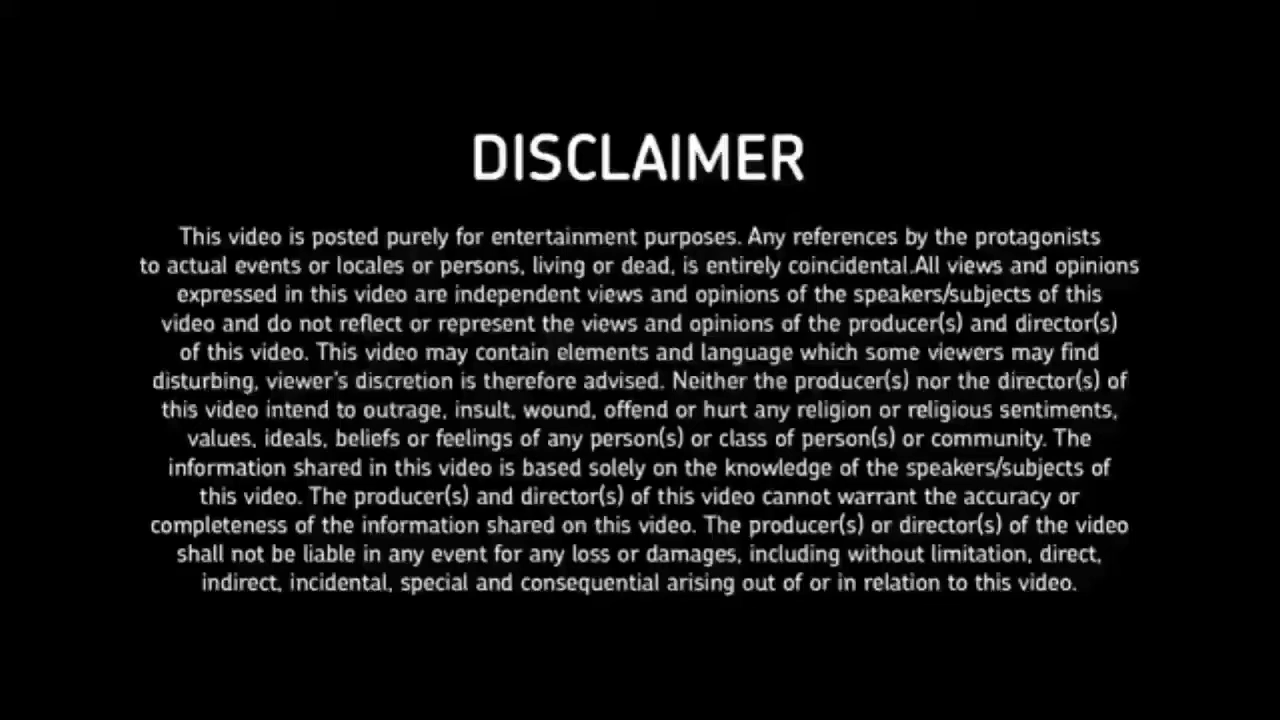 DISCLAIMER
This video is posted purely for entertainment purposes. Any references by the protagonists
to actual events or locales or persons, living or dead, is entirely coincidental.All views and opinions
expressed in this video are independent views and opinions of the speakers/subjects of this
video and do not reflect or represent the views and opinions of the producer(s) and director(s)
of this video. This video may contain elements and language which some viewers may find
disturbing, viewer's discretion is therefore advised. Neither the producer(s) nor the director(s) of
this video intend to outrage, insult, wound, offend or hurt any religion or religious sentiments,
values, ideals, beliefs or feelings of any person(s) or class of person(s) or community. The
information shared in this video is based solely on the knowledge of the speakers/subjects of
this video. The producer(s) and director(s) of this video cannot warrant the accuracy or
completeness of the information shared on this video. The producer(s) or director(s) of the video
shall not be liable in any event for any loss or damages, including without limitation, direct,
indirect, incidental, special and consequential arising out of or in relation to this video.